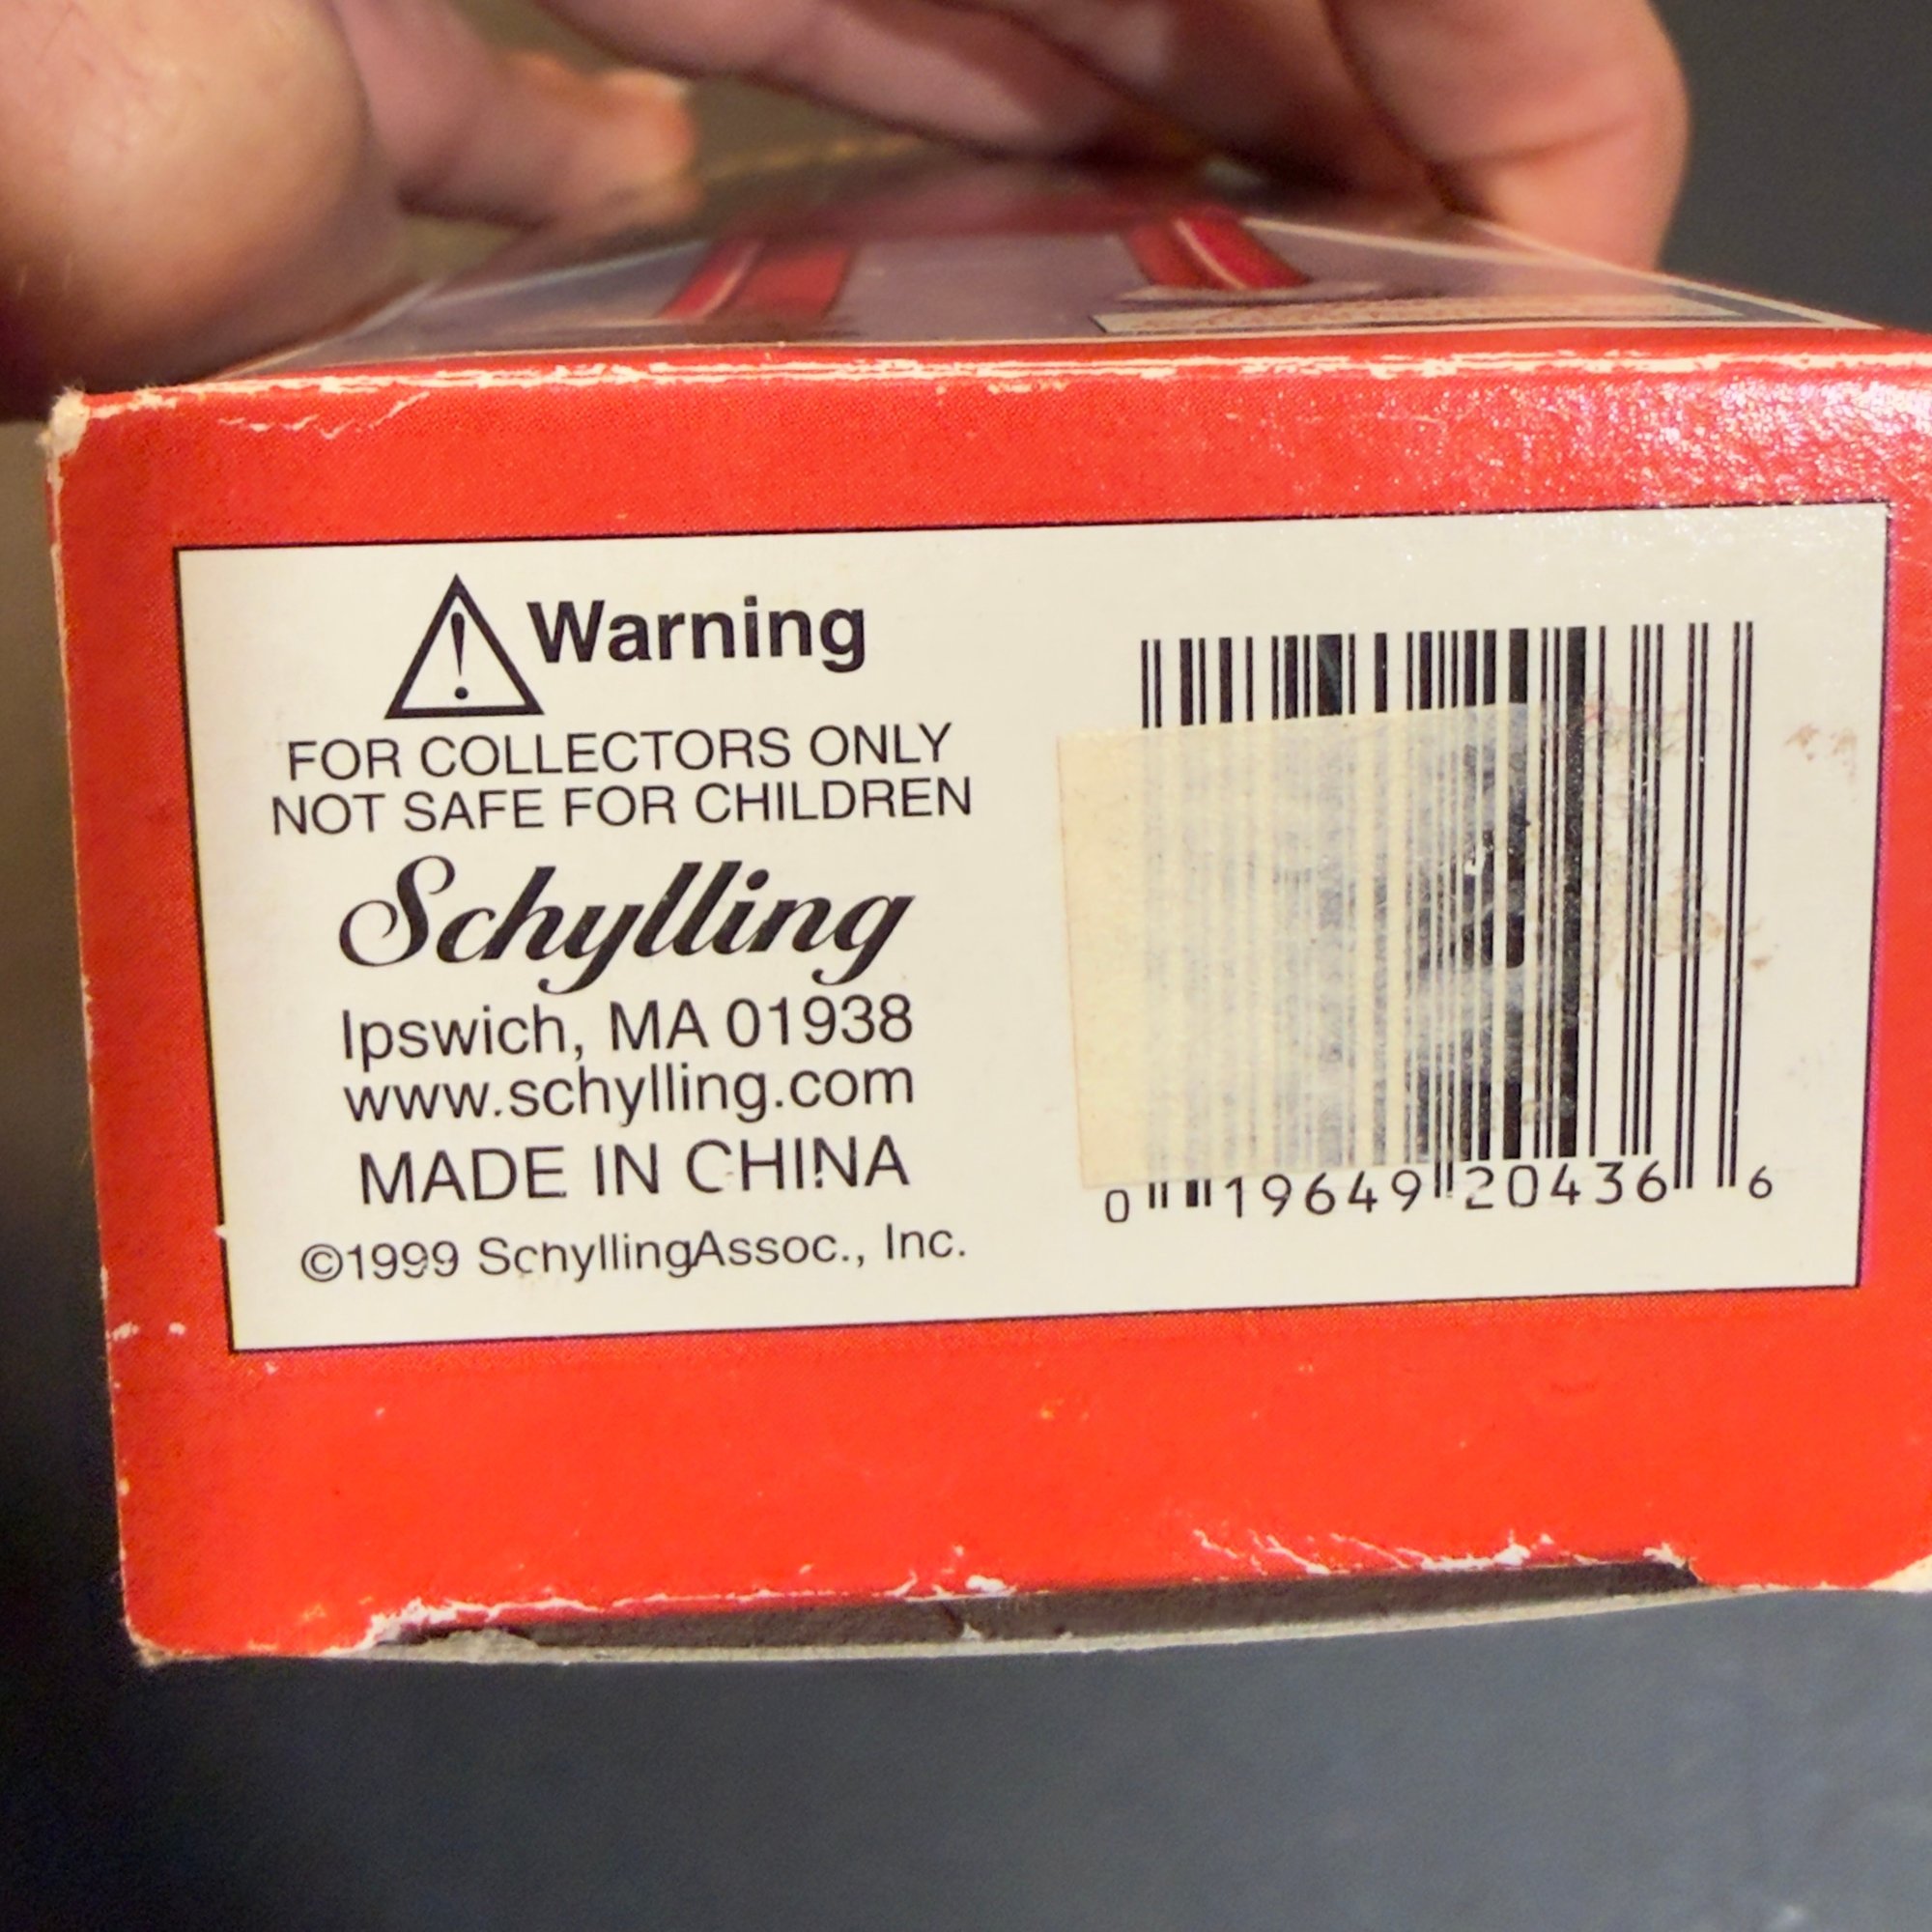 Warning
FOR COLLECTORS ONLY
NOT SAFE FOR CHILDREN
Schylling
Ipswich, MA 01938
www.schylling.com
MADE IN CHINA
©1999 SchyllingAssoc., Inc.
0 19649 20436 6